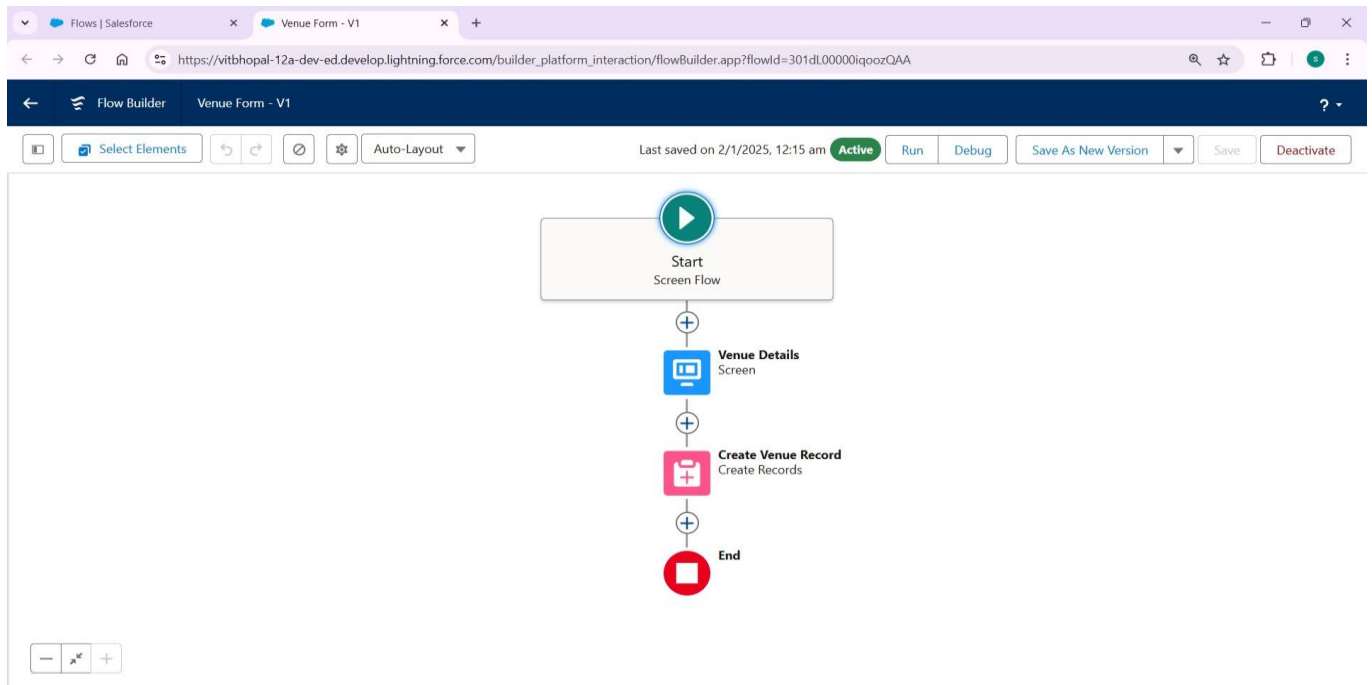 Flows | Salesforce
Venue Form - V1
https://vitbhopal-12a-dev-ed.develop.lightning.force.com/builder_platform_interaction/flowBuilder.app?flowId=301dL00000iqoozQAA
S
Flow Builder Venue Form - V1 ?
Select Elements Auto-Layout Last saved on 2/1/2025, 12:15 am Active Run Debug Save As New Version Save Deactivate
Start
Screen Flow
Venue Details
Screen
Create Venue Record
Create Records
End